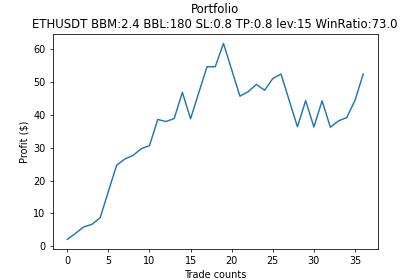 Portfolio
ETHUSDT BBM:2.4 BBL:180 SL:0.8 TP:0.8 lev:15 WinRatio:73.0
60
50
40
30
20
10
0
Profit ($)
0 5 10 15 20 25 30 35
Trade counts